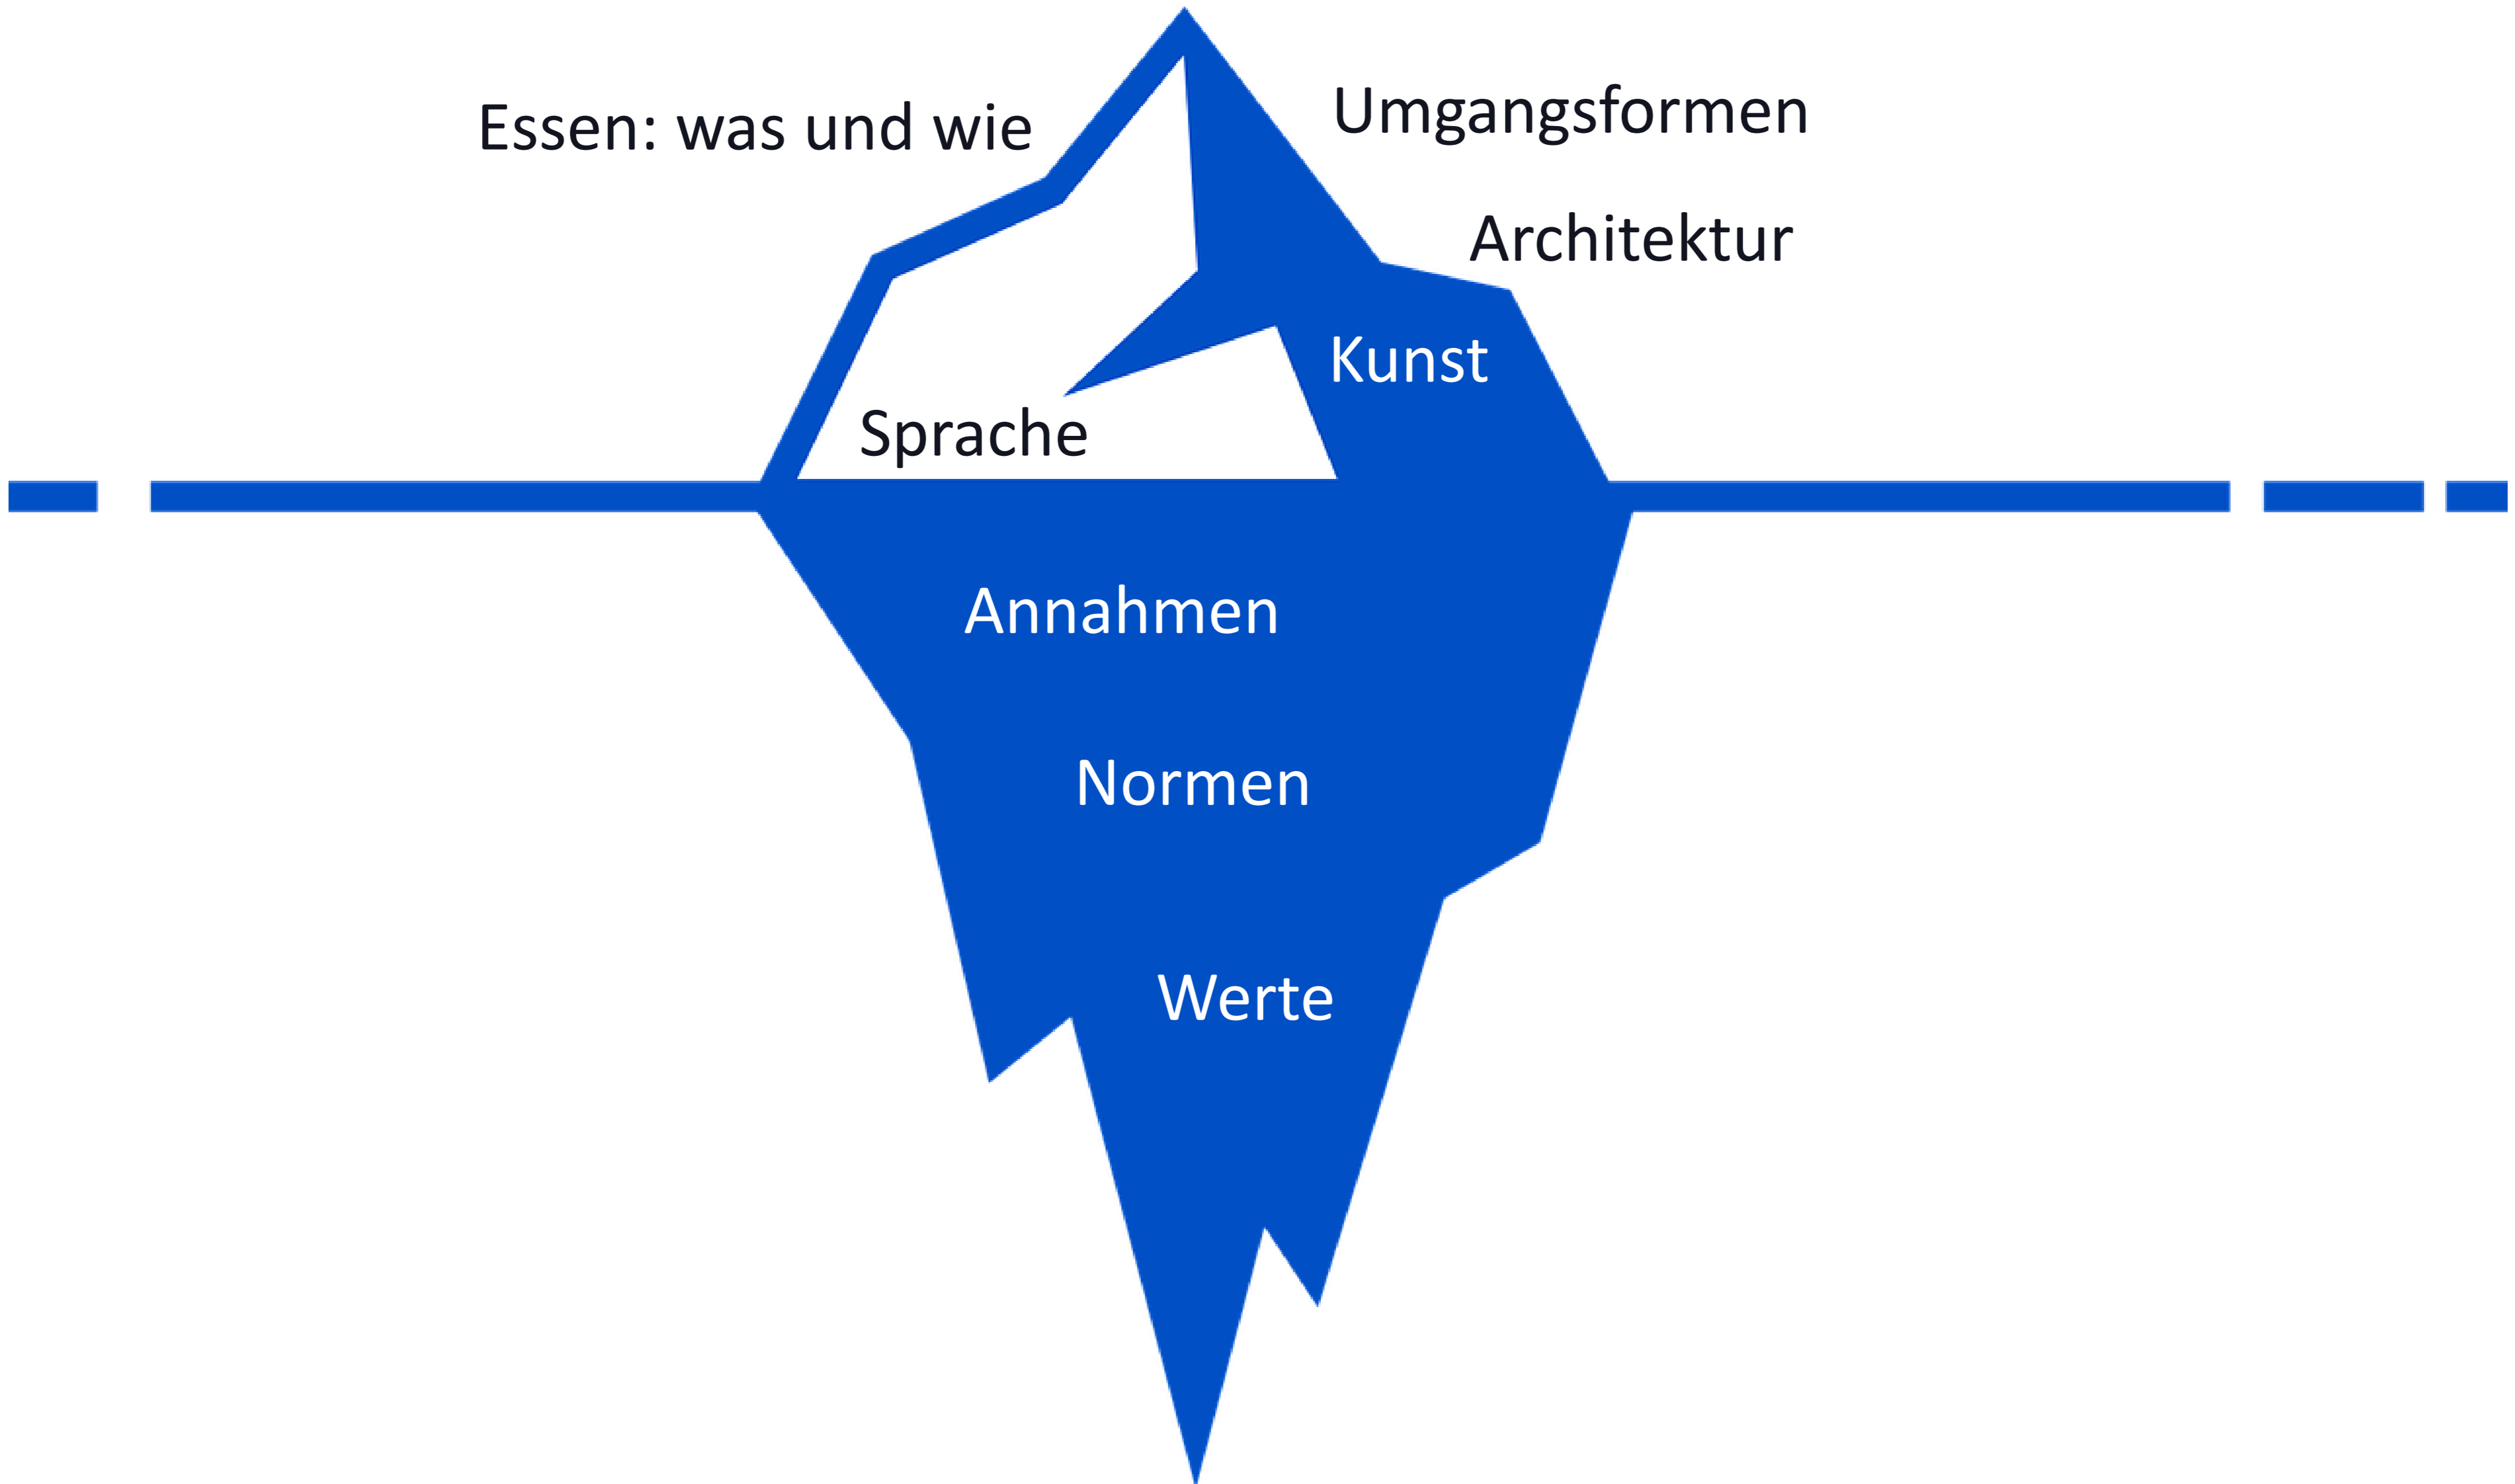 Essen: was und wie
Umgangsformen
Architektur
Kunst
Sprache
Annahmen
Normen
Werte